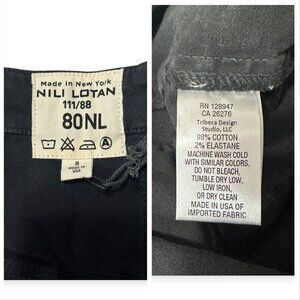 Made in New York
NILI LOTAN
111/88
80NL
A
8
MADE IN
USA
RN 128947
CA 26276
Tribeca Design
Studio, LLC
98% COTTON
2% ELASTANE
MACHINE WASH COLD
WITH SIMILAR COLORS,
DO NOT BLEACH,
TUMBLE DRY LOW,
LOW IRON,
OR DRY CLEAN
MADE IN USA OF
IMPORTED FABRIC